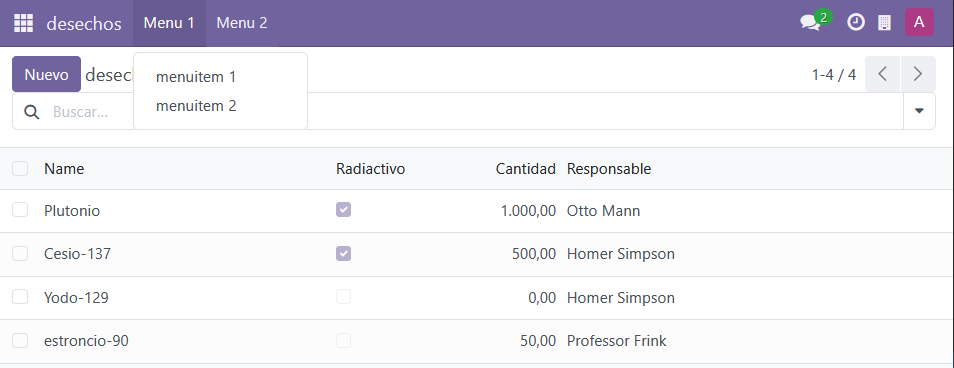 desechos Menu 1 Menu 2 2 A
Nuevo desech 1-4 / 4
menuitem 1
menuitem 2
Buscar...
Name Radiactivo Cantidad Responsable
Plutonio 1.000,00 Otto Mann
Cesio-137 500,00 Homer Simpson
Yodo-129 0,00 Homer Simpson
estroncio-90 50,00 Professor Frink